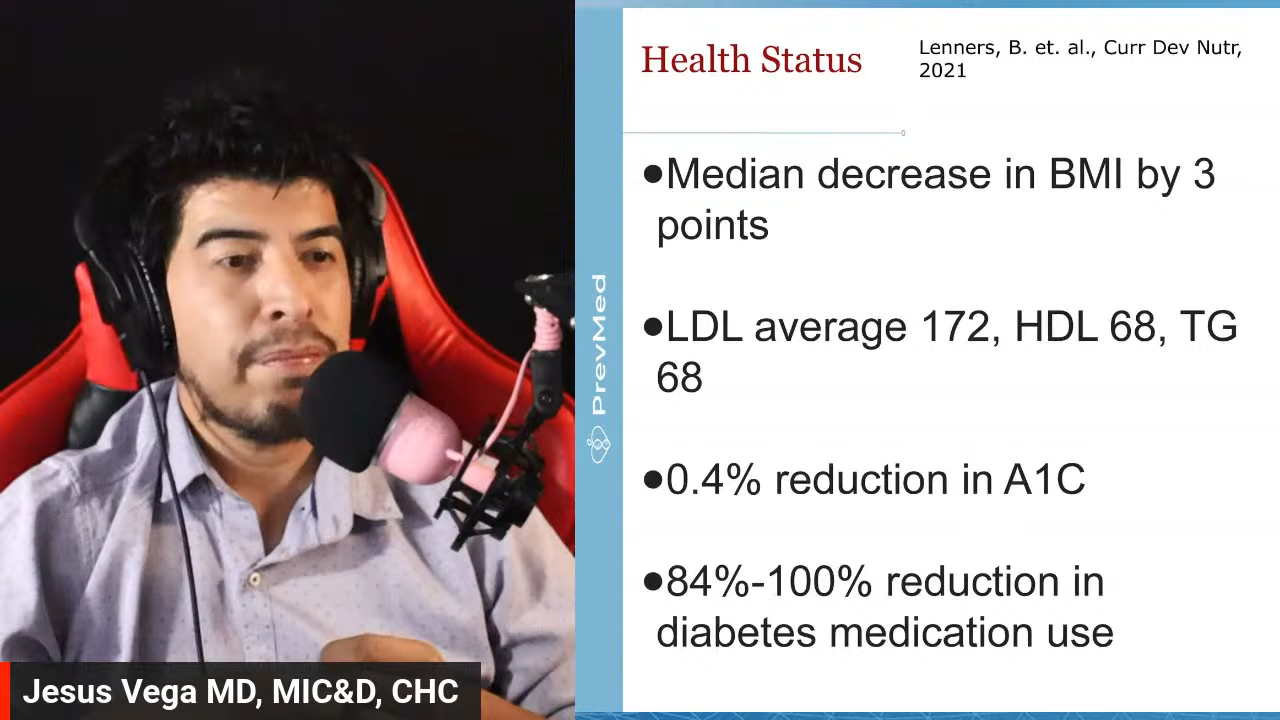 Health Status
Lenners, B. et. al., Curr Dev Nutr,
2021
●Median decrease in BMI by 3
points
●LDL average 172, HDL 68, TG
68
●0.4% reduction in A1C
●84%-100% reduction in
diabetes medication use
PrevMed
Jesus Vega MD, MIC&D, CHC